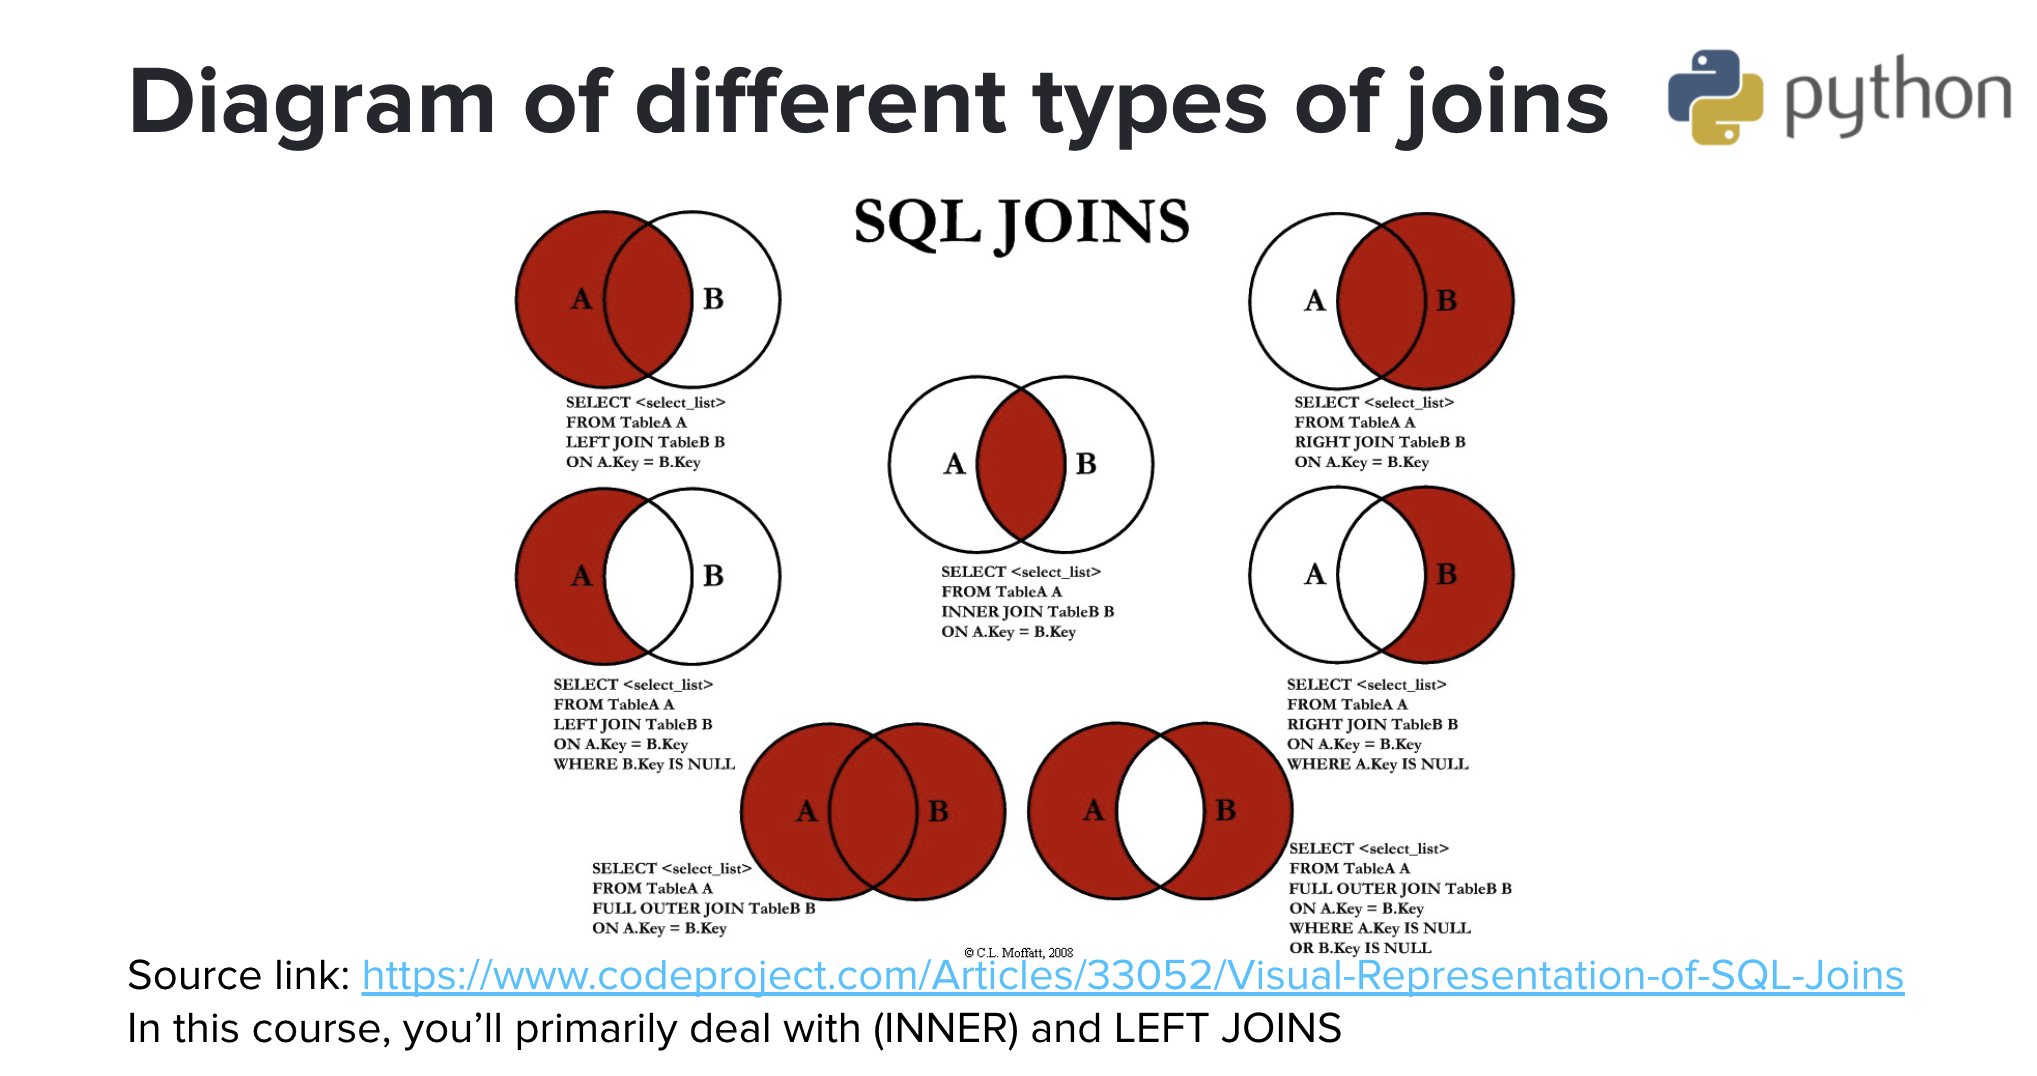 Diagram of different types of joins
python
SQL JOINS
A
B
SELECT <select_list>
FROM TableA A
LEFT JOIN TableB B
ON A.Key = B.Key
A
B
SELECT <select_list>
FROM TableA A
RIGHT JOIN TableB B
ON A.Key = B.Key
A
B
SELECT <select_list>
FROM TableA A
INNER JOIN TableB B
ON A.Key = B.Key
A
B
SELECT <select_list>
FROM TableA A
LEFT JOIN TableB B
ON A.Key = B.Key
WHERE B.Key IS NULL
A
B
SELECT <select_list>
FROM TableA A
RIGHT JOIN TableB B
ON A.Key = B.Key
WHERE A.Key IS NULL
A
B
SELECT <select_list>
FROM TableA A
FULL OUTER JOIN TableB B
ON A.Key = B.Key
A
B
SELECT <select_list>
FROM TableA A
FULL OUTER JOIN TableB B
ON A.Key = B.Key
WHERE A.Key IS NULL
OR B.Key IS NULL
© C.L. Moffatt, 2008
Source link: https://www.codeproject.com/Articles/33052/Visual-Representation-of-SQL-Joins
In this course, you’ll primarily deal with (INNER) and LEFT JOINS